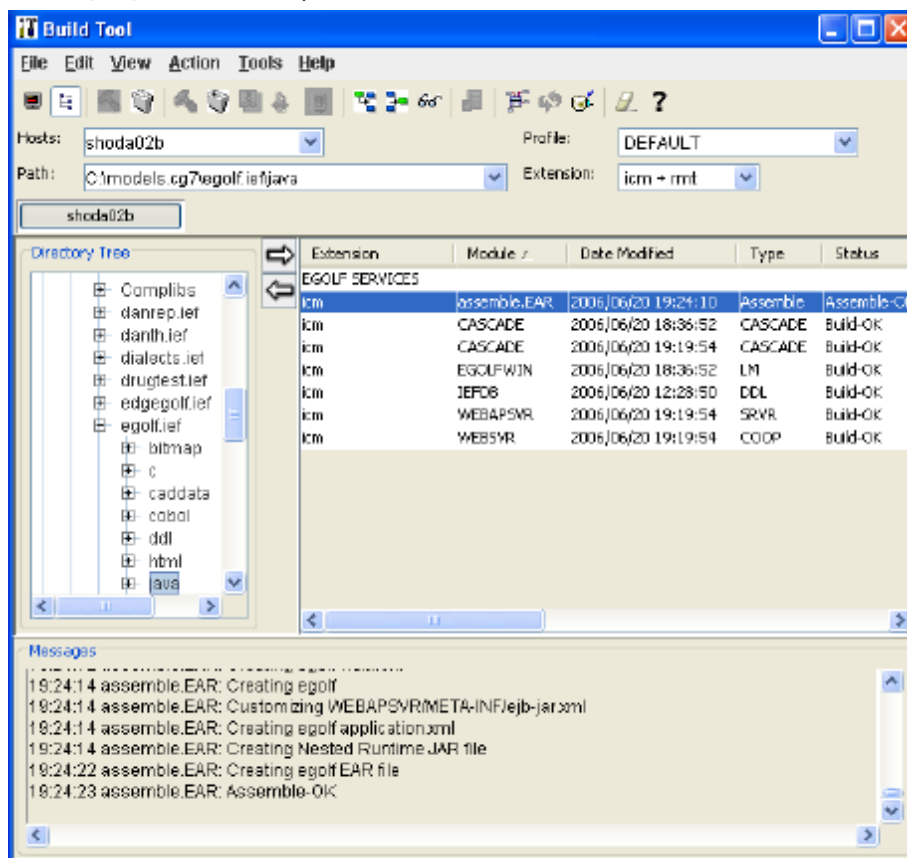 Build Tool
File Edit View Action Tools Help
Hosts: shoda02b Profile: DEFAULT
Path: C:\models.cg7\egolf.ief\java Extension: icm + rmt
shoda02b
Directory Tree
Complibs
danrep.ief
danth.ief
dialects.ief
drugtest.ief
edgegolf.ief
egolf.ief
bitmap
c
caddata
cobol
ddl
html
java
Extension Module Date Modified Type Status
EGOLF SERVICES
icm assemble.EAR 2006/06/20 19:24:10 Assemble Assemble-O
icm CASCADE 2006/06/20 18:36:52 CASCADE Build-OK
icm CASCADE 2006/06/20 19:19:54 CASCADE Build-OK
icm EGOLFWIN 2006/06/20 18:36:52 LM Build-OK
icm IEFDB 2006/06/20 12:28:50 DDL Build-OK
icm WEBAPSVR 2006/06/20 19:19:54 SRVR Build-OK
icm WEBSVR 2006/06/20 19:19:54 COOP Build-OK
Messages
19:24:14 assemble.EAR: Creating egolf
19:24:14 assemble.EAR: Customizing WEBAPSVR/META-INF/ejb-jar.xml
19:24:14 assemble.EAR: Creating egolf application.xml
19:24:14 assemble.EAR: Creating Nested Runtime JAR file
19:24:22 assemble.EAR: Creating egolf EAR file
19:24:23 assemble.EAR: Assemble-OK